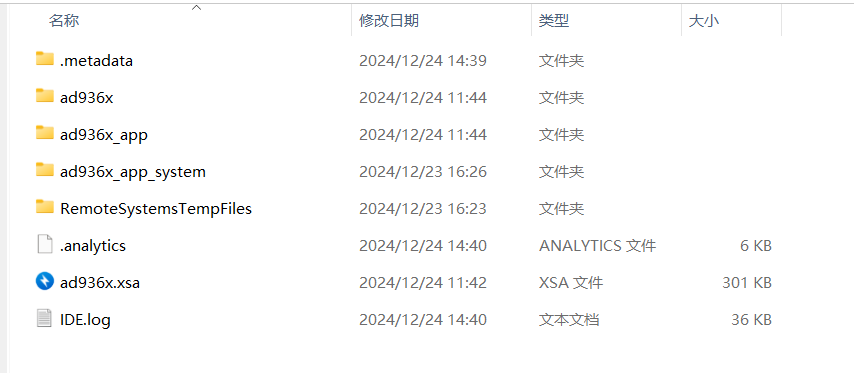 名称 修改日期 类型 大小
.metadata 2024/12/24 14:39 文件夹
ad936x 2024/12/24 11:44 文件夹
ad936x_app 2024/12/24 11:44 文件夹
ad936x_app_system 2024/12/23 16:26 文件夹
RemoteSystemsTempFiles 2024/12/23 16:23 文件夹
.analytics 2024/12/24 14:40 ANALYTICS 文件 6 KB
ad936x.xsa 2024/12/24 11:42 XSA 文件 301 KB
IDE.log 2024/12/24 14:40 文本文档 36 KB